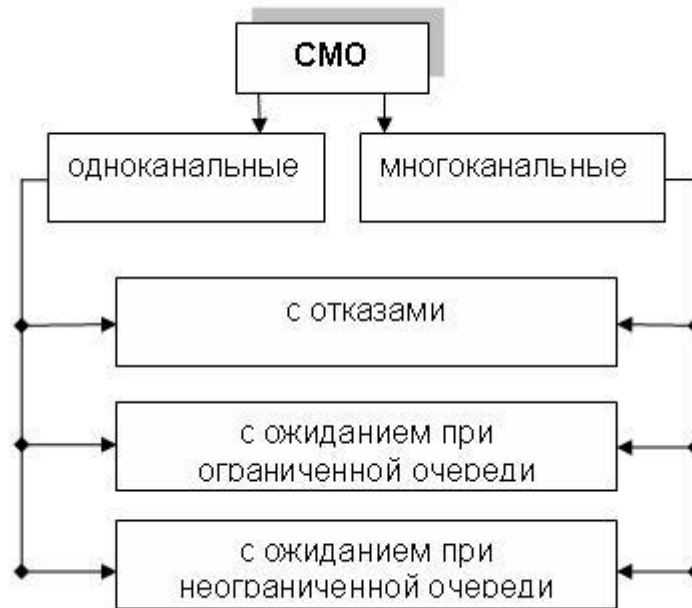 СМО
одноканальные
многоканальные
с отказами
с ожиданием при
ограниченной очереди
с ожиданием при
неограниченной очереди